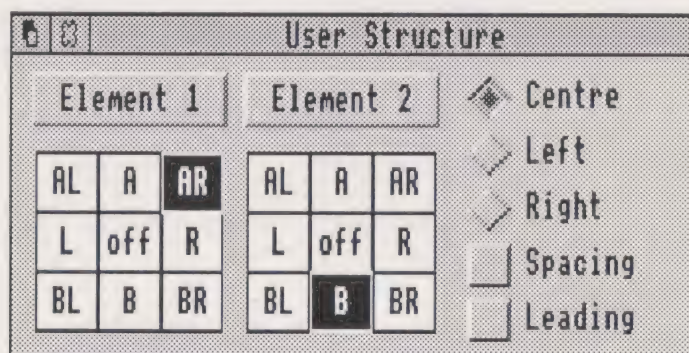 User Structure
Element 1 Element 2 Centre
Left
AL A AR AL A AR
Right
L off R L off R
Spacing
BL B BR BL B BR
Leading